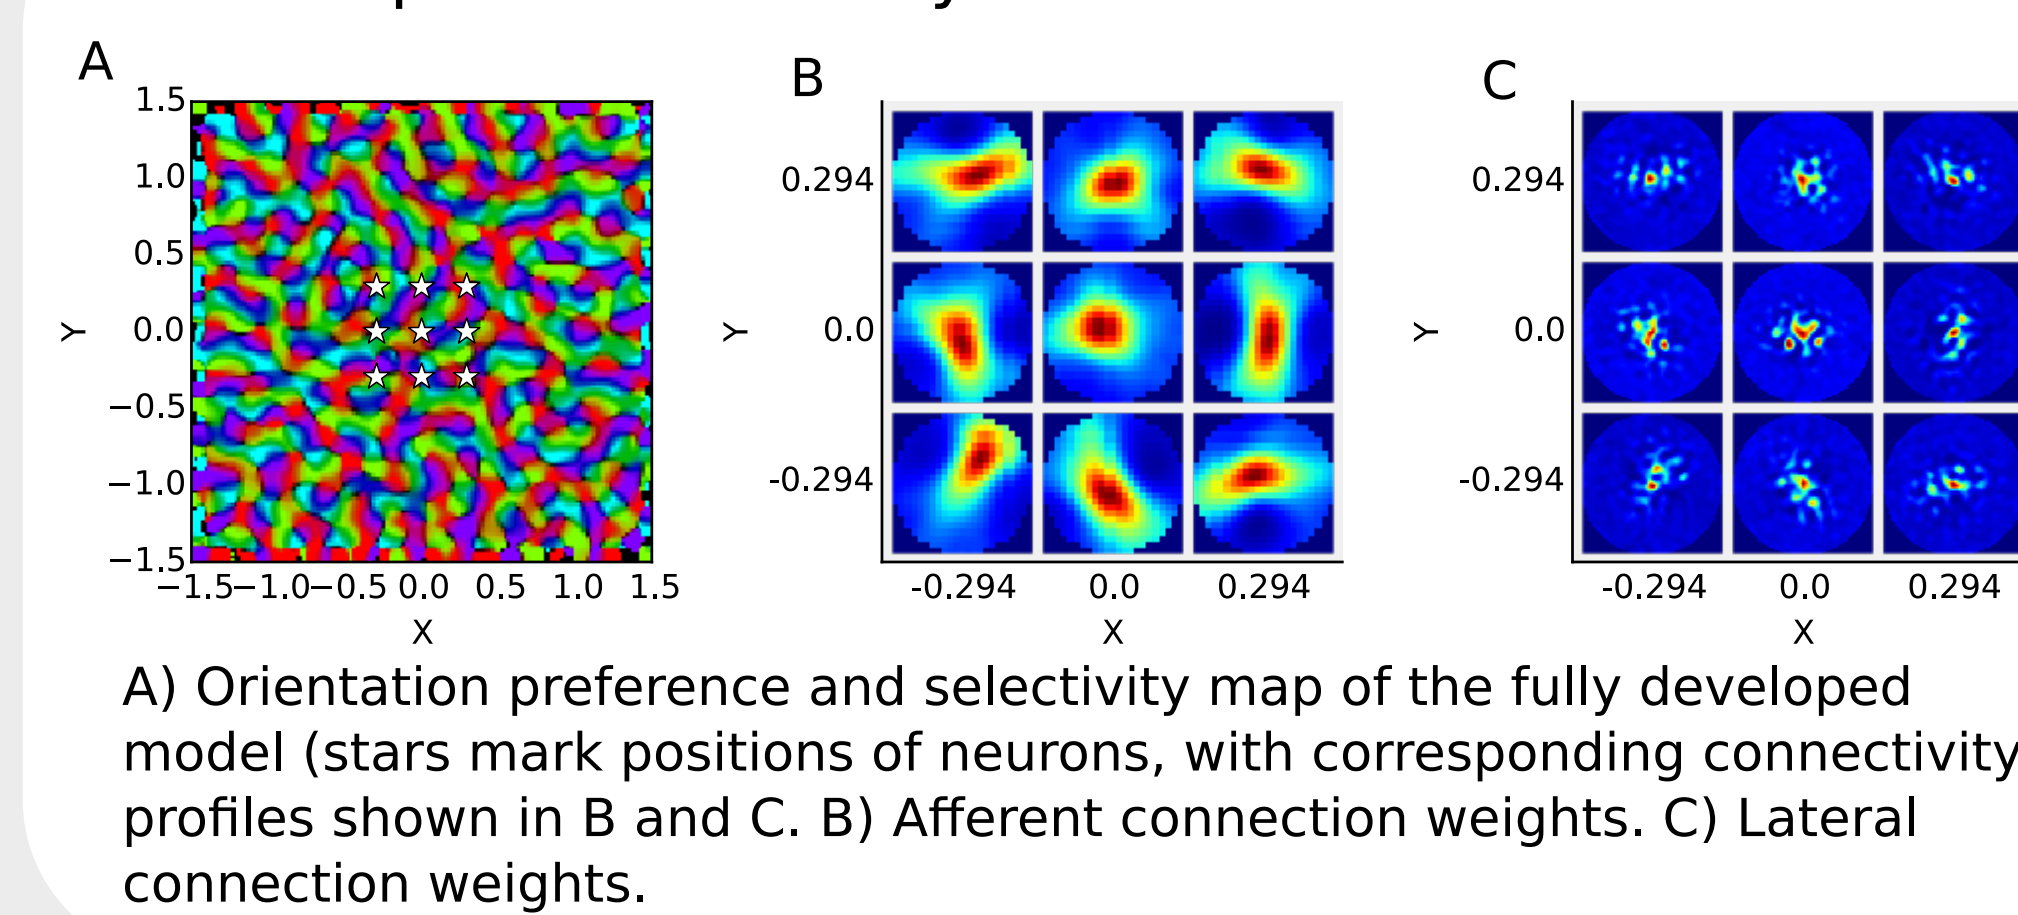 A
B
C
1.5
1.0
0.5
0.0
−0.5
−1.0
−1.5
Y
−1.5 −1.0 −0.5 0.0 0.5 1.0 1.5
X
0.294
0.0
-0.294
Y
-0.294 0.0 0.294
X
0.294
0.0
-0.294
Y
-0.294 0.0 0.294
X
A) Orientation preference and selectivity map of the fully developed
model (stars mark positions of neurons, with corresponding connectivity
profiles shown in B and C. B) Afferent connection weights. C) Lateral
connection weights.